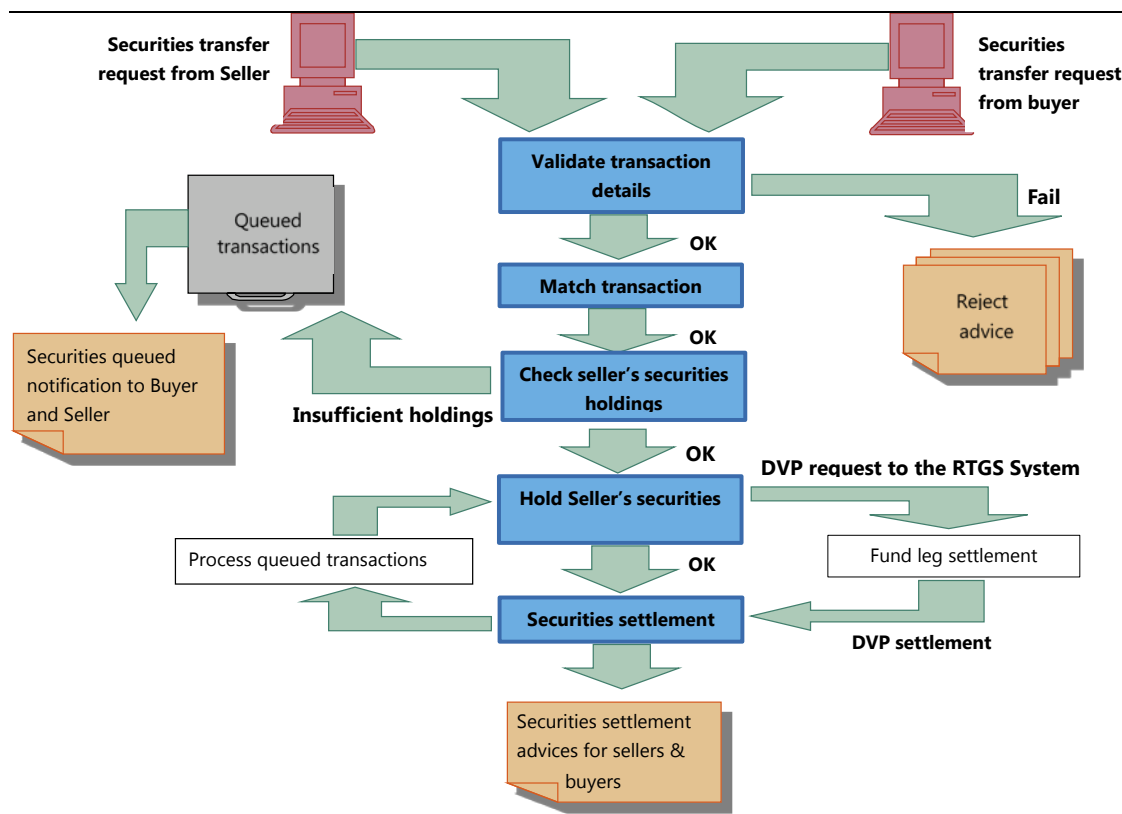 Securities transfer
request from Seller
Securities
transfer request
from buyer
Validate transaction
details
Fail
OK
Queued
transactions
Match transaction
Reject
advice
OK
Securities queued
notification to Buyer
and Seller
Check seller's securities
holdings
Insufficient holdings
OK
DVP request to the RTGS System
Hold Seller's securities
Process queued transactions
OK
Fund leg settlement
Securities settlement
DVP settlement
Securities settlement
advices for sellers &
buyers